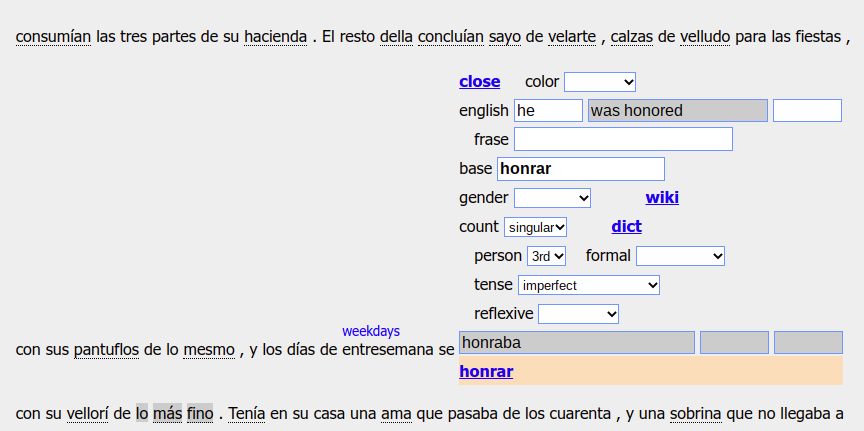 consumían las tres partes de su hacienda . El resto della concluían sayo de velarte , calzas de velludo para las fiestas ,
close color
english he was honored
frase
base honrar
gender wiki
count singular dict
person 3rd formal
tense imperfect
reflexive
weekdays
con sus pantuflos de lo mesmo , y los días de entresemana se honraba
honrar
con su vellorí de lo más fino . Tenía en su casa una ama que pasaba de los cuarenta , y una sobrina que no llegaba a